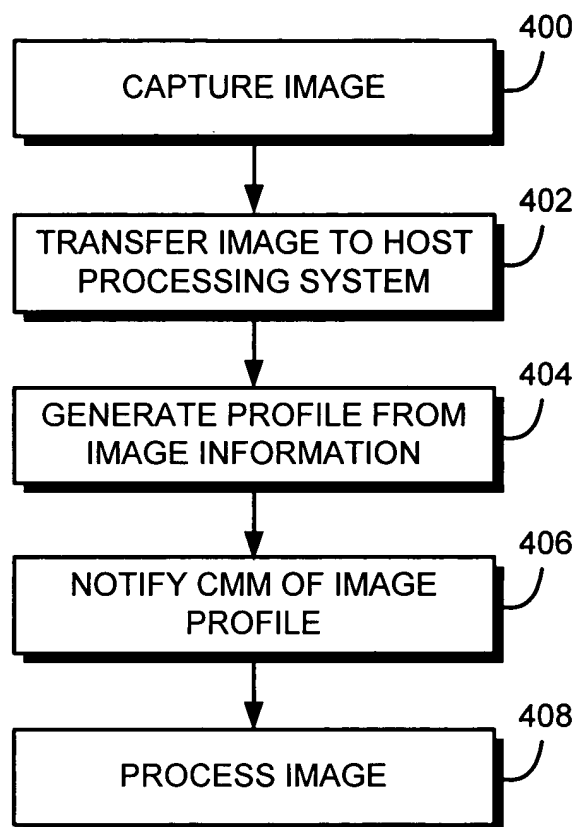 400
CAPTURE IMAGE
402
TRANSFER IMAGE TO HOST
PROCESSING SYSTEM
404
GENERATE PROFILE FROM
IMAGE INFORMATION
406
NOTIFY CMM OF IMAGE
PROFILE
408
PROCESS IMAGE